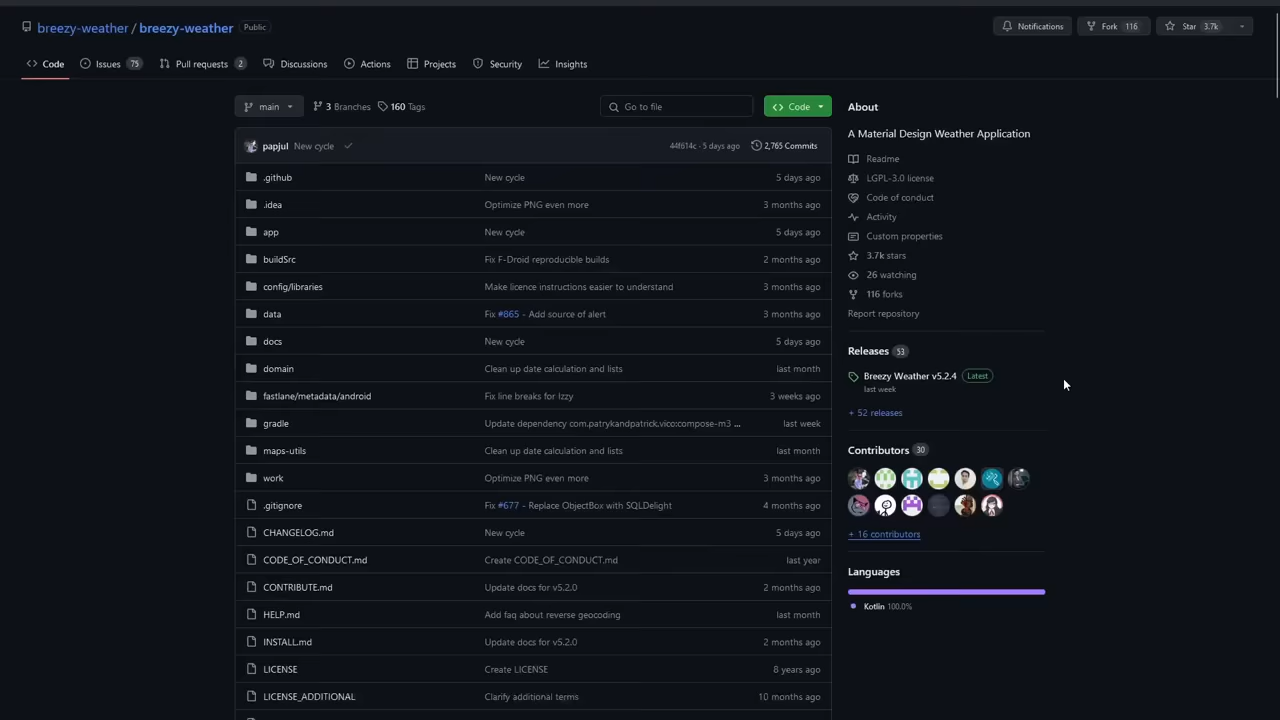 breezy-weather / breezy-weather Public Notifications Fork 116 Star 3.7k
Code Issues 75 Pull requests 2 Discussions Actions Projects Security Insights
main 3 Branches 160 Tags Go to file Code
papjul New cycle 44f614c · 5 days ago 2,765 Commits
.github New cycle 5 days ago
.idea Optimize PNG even more 3 months ago
app New cycle 5 days ago
buildSrc Fix F-Droid reproducible builds 2 months ago
config/libraries Make licence instructions easier to understand 3 months ago
data Fix #865 - Add source of alert 3 months ago
docs New cycle 5 days ago
domain Clean up date calculation and lists last month
fastlane/metadata/android Fix line breaks for Izzy 3 weeks ago
gradle Update dependency com.patrykandpatrick.vico:compose-m3 ... last week
maps-utils Clean up date calculation and lists last month
work Optimize PNG even more 3 months ago
.gitignore Fix #677 - Replace ObjectBox with SQLDelight 4 months ago
CHANGELOG.md New cycle 5 days ago
CODE_OF_CONDUCT.md Create CODE_OF_CONDUCT.md last year
CONTRIBUTE.md Update docs for v5.2.0 2 months ago
HELP.md Add faq about reverse geocoding last month
INSTALL.md Update docs for v5.2.0 2 months ago
LICENSE Create LICENSE 8 years ago
LICENSE_ADDITIONAL Clarify additional terms 10 months ago
About
A Material Design Weather Application
Readme
LGPL-3.0 license
Code of conduct
Activity
Custom properties
3.7k stars
26 watching
116 forks
Report repository
Releases 53
Breezy Weather v5.2.4 Latest
last week
+ 52 releases
Contributors 30
+ 16 contributors
Languages
Kotlin 100.0%